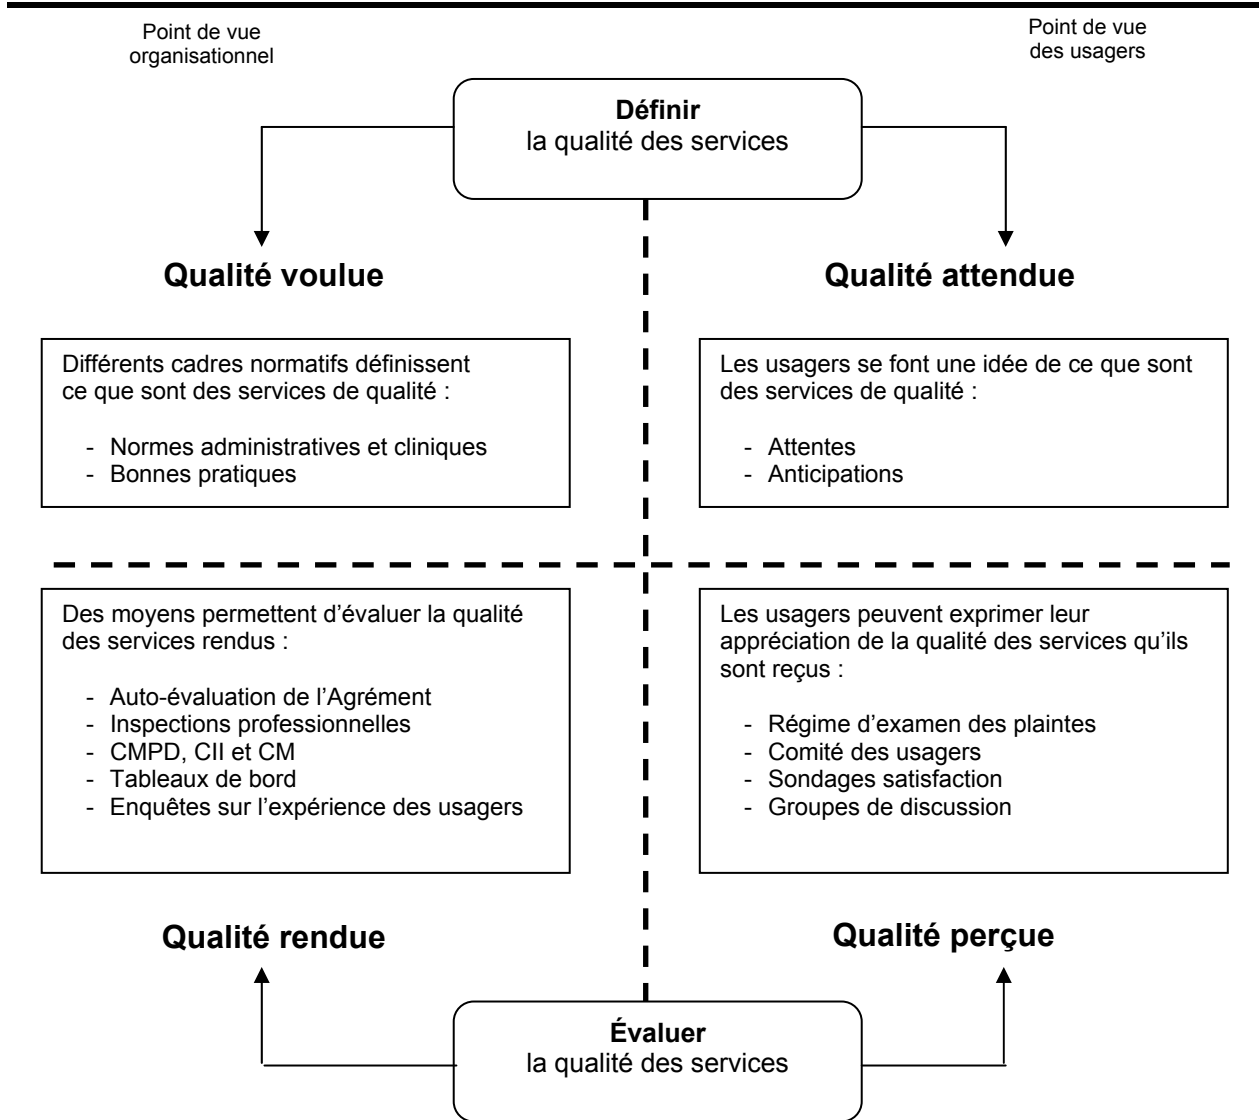 Point de vue
organisationnel
Point de vue
des usagers
Définir
la qualité des services
Qualité voulue
Qualité attendue
Différents cadres normatifs définissent
ce que sont des services de qualité :
- Normes administratives et cliniques
- Bonnes pratiques
Les usagers se font une idée de ce que sont
des services de qualité :
- Attentes
- Anticipations
Des moyens permettent d’évaluer la qualité
des services rendus :
- Auto-évaluation de l’Agrément
- Inspections professionnelles
- CMPD, CII et CM
- Tableaux de bord
- Enquêtes sur l’expérience des usagers
Les usagers peuvent exprimer leur
appréciation de la qualité des services qu’ils
sont reçus :
- Régime d’examen des plaintes
- Comité des usagers
- Sondages satisfaction
- Groupes de discussion
Qualité rendue
Qualité perçue
Évaluer
la qualité des services